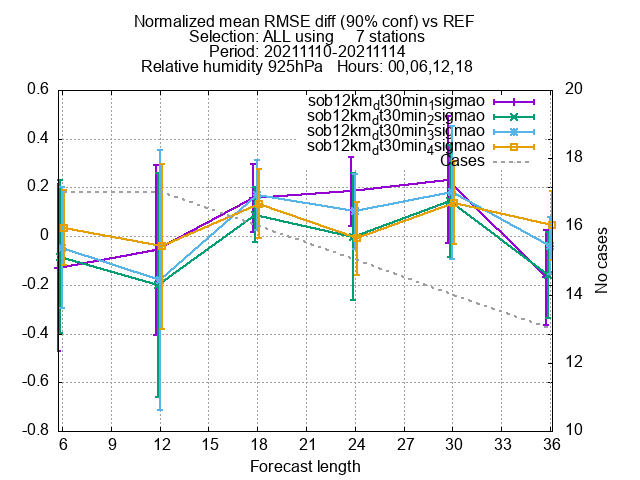 Normalized mean RMSE diff (90% conf) vs REF
Selection: ALL using     7 stations
Period: 20211110-20211114
Relative humidity 925hPa   Hours: 00,06,12,18
sob12km_dt30min_1sigmao
sob12km_dt30min_2sigmao
sob12km_dt30min_3sigmao
sob12km_dt30min_4sigmao
Cases
0.6
0.4
0.2
0
-0.2
-0.4
-0.6
-0.8
20
18
16
14
12
10
No cases
6 9 12 15 18 21 24 27 30 33 36
Forecast length